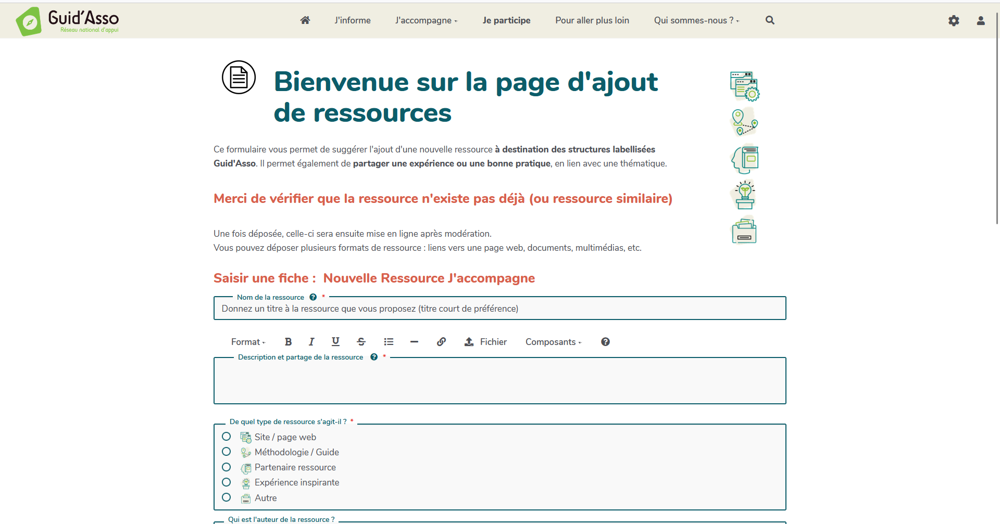 Guid'Asso
Réseau national d'appui
J'informe
J'accompagne
Je participe
Pour aller plus loin
Qui sommes-nous ?
Bienvenue sur la page d'ajout
de ressources
Ce formulaire vous permet de suggérer l'ajout d'une nouvelle ressource à destination des structures labellisées
Guid'Asso. Il permet également de partager une expérience ou une bonne pratique, en lien avec une thématique.
Merci de vérifier que la ressource n'existe pas déjà (ou ressource similaire)
Une fois déposée, celle-ci sera ensuite mise en ligne après modération.
Vous pouvez déposer plusieurs formats de ressource : liens vers une page web, documents, multimédias, etc.
Saisir une fiche : Nouvelle Ressource J'accompagne
Nom de la ressource ? *
Donnez un titre à la ressource que vous proposez (titre court de préférence)
Format B I U S Fichier Composants ?
Description et partage de la ressource ? *
De quel type de ressource s'agit-il ? *
Site / page web
Méthodologie / Guide
Partenaire ressource
Expérience inspirante
Autre
Qui est l'auteur de la ressource ?